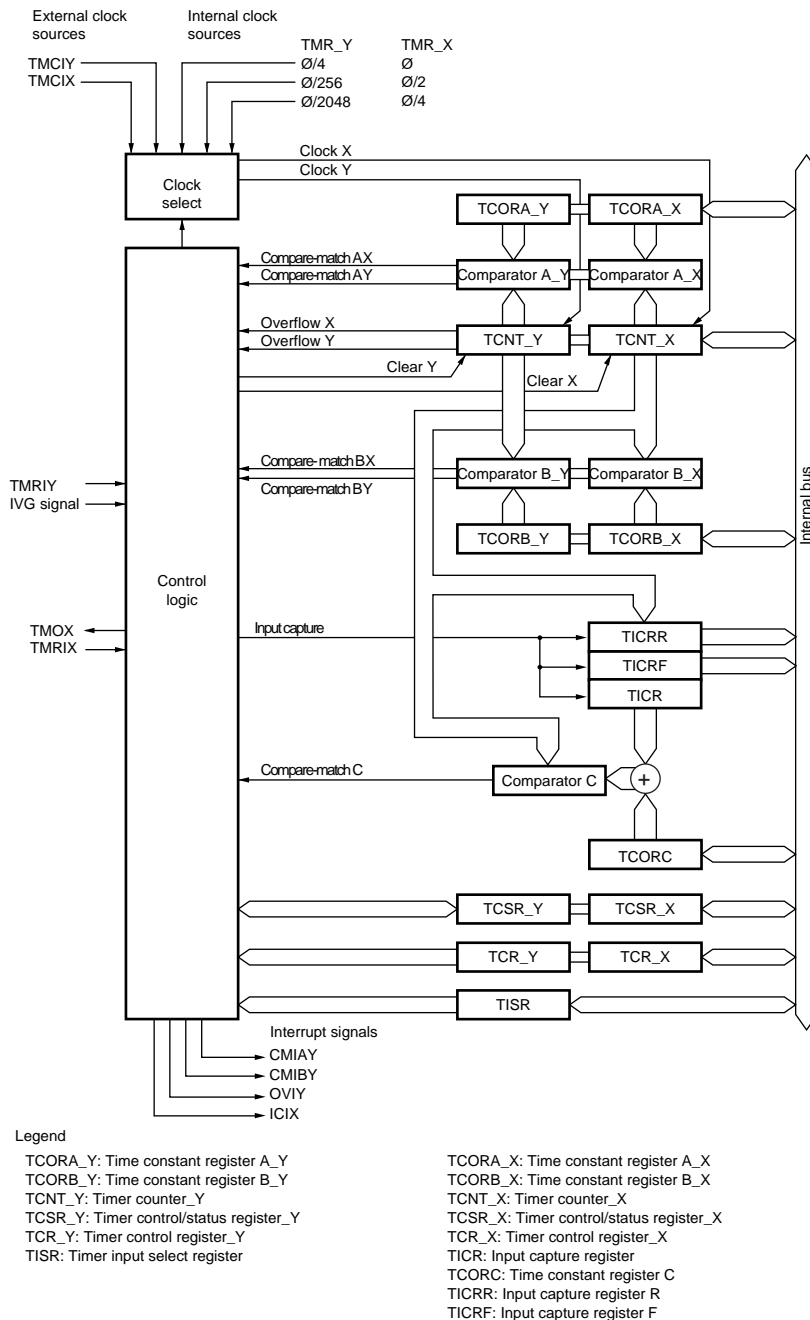 External clock
sources
Internal clock
sources
TMR_Y TMR_X
TMCIY Ø/4 Ø
TMCIX Ø/256 Ø/2
Ø/2048 Ø/4
Clock X
Clock Y
Clock
select
TCORA_Y TCORA_X
Compare-match AX
Compare-match AY
Comparator A_Y Comparator A_X
Overflow X
Overflow Y
TCNT_Y TCNT_X
Clear Y
Clear X
Compare- match BX
Compare-match BY
Comparator B_Y Comparator B_X
TMRIY
IVG signal
Internal bus
TCORB_Y TCORB_X
Control
logic
TMOX
TMRIX
Input capture
TICRR
TICRF
TICR
Compare-match C
Comparator C
+
TCORC
TCSR_Y TCSR_X
TCR_Y TCR_X
TISR
Interrupt signals
CMIAY
CMIBY
OVIY
ICIX
Legend
TCORA_Y: Time constant register A_Y
TCORB_Y: Time constant register B_Y
TCNT_Y: Timer counter_Y
TCSR_Y: Timer control/status register_Y
TCR_Y: Timer control register_Y
TISR: Timer input select register
TCORA_X: Time constant register A_X
TCORB_X: Time constant register B_X
TCNT_X: Timer counter_X
TCSR_X: Timer control/status register_X
TCR_X: Timer control register_X
TICR: Input capture register
TCORC: Time constant register C
TICRR: Input capture register R
TICRF: Input capture register F